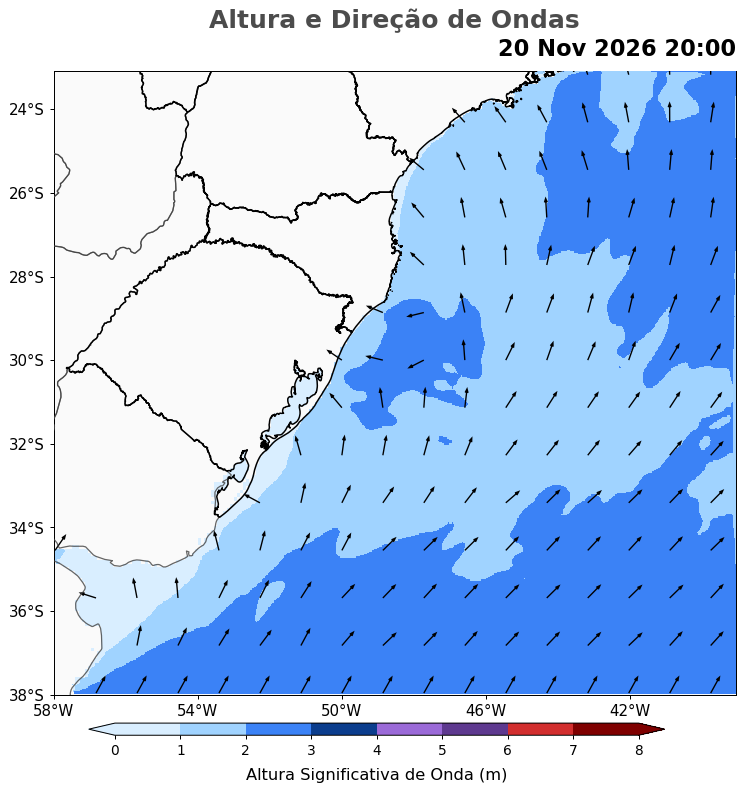 Altura e Direção de Ondas
20 Nov 2026 20:00
24°S
26°S
28°S
30°S
32°S
34°S
36°S
38°S
58°W 54°W 50°W 46°W 42°W
0 1 2 3 4 5 6 7 8
Altura Significativa de Onda (m)